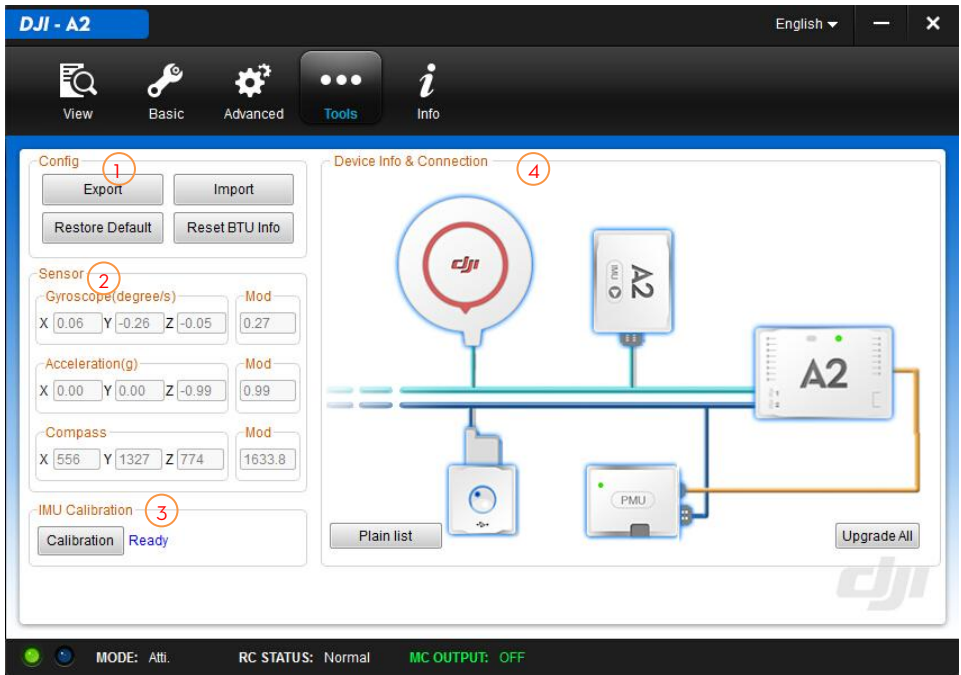 DJI - A2
English
View
Basic
Advanced
Tools
Info
Config
1
Export
Import
Restore Default
Reset BTU Info
Sensor
2
Gyroscope(degree/s)
Mod
X 0.06 Y -0.26 Z -0.05
0.27
Acceleration(g)
Mod
X 0.00 Y 0.00 Z -0.99
0.99
Compass
Mod
X 556 Y 1327 Z 774
1633.8
IMU Calibration
3
Calibration Ready
Device Info & Connection
4
dji
IMU
A2
A2
PMU
Plain list
Upgrade All
dji
MODE: Atti. RC STATUS: Normal MC OUTPUT: OFF